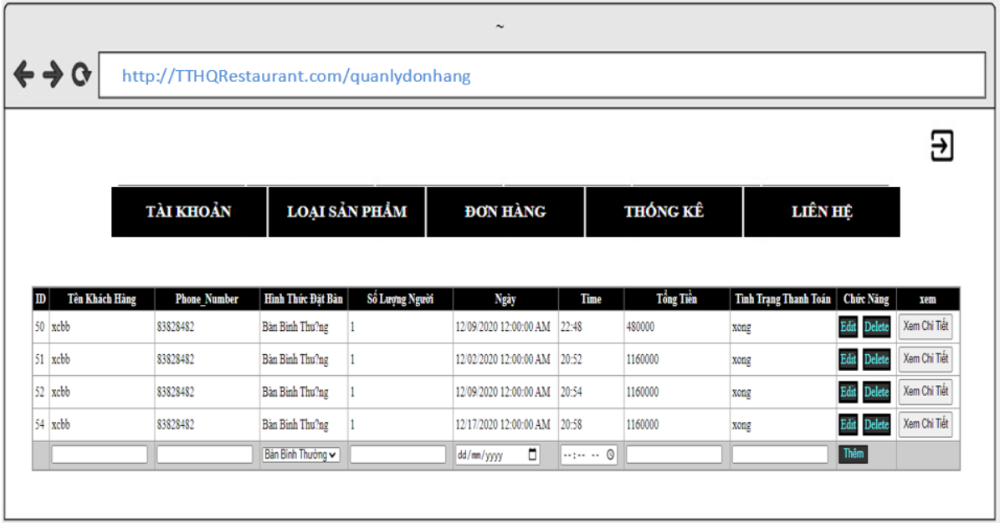 ~
http://TTHQRestaurant.com/quanlydonhang
TÀI KHOẢN LOẠI SẢN PHẨM ĐƠN HÀNG THỐNG KÊ LIÊN HỆ
ID Tên Khách Hàng Phone_Number Hình Thức Đặt Bàn Số Lượng Người Ngày Time Tổng Tiền Tình Trạng Thanh Toán Chức Năng xem
50 xcbb 83828482 Bàn Bình Thu?ng 1 12/09/2020 12:00:00 AM 22:48 480000 xong Edit Delete Xem Chi Tiết
51 xcbb 83828482 Bàn Bình Thu?ng 1 12/02/2020 12:00:00 AM 20:52 1160000 xong Edit Delete Xem Chi Tiết
52 xcbb 83828482 Bàn Bình Thu?ng 1 12/09/2020 12:00:00 AM 20:54 1160000 xong Edit Delete Xem Chi Tiết
54 xcbb 83828482 Bàn Bình Thu?ng 1 12/17/2020 12:00:00 AM 20:58 1160000 xong Edit Delete Xem Chi Tiết
Bàn Bình Thường dd/mm/yyyy --:-- -- Thêm